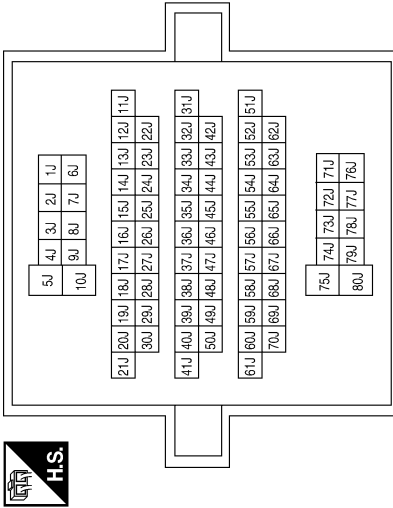 H.S.
5J 4J 3J 2J 1J
10J 9J 8J 7J 6J
21J 20J 19J 18J 17J 16J 15J 14J 13J 12J 11J
30J 29J 28J 27J 26J 25J 24J 23J 22J
41J 40J 39J 38J 37J 36J 35J 34J 33J 32J 31J
50J 49J 48J 47J 46J 45J 44J 43J 42J
61J 60J 59J 58J 57J 56J 55J 54J 53J 52J 51J
70J 69J 68J 67J 66J 65J 64J 63J 62J
75J 74J 73J 72J 71J
80J 79J 78J 77J 76J